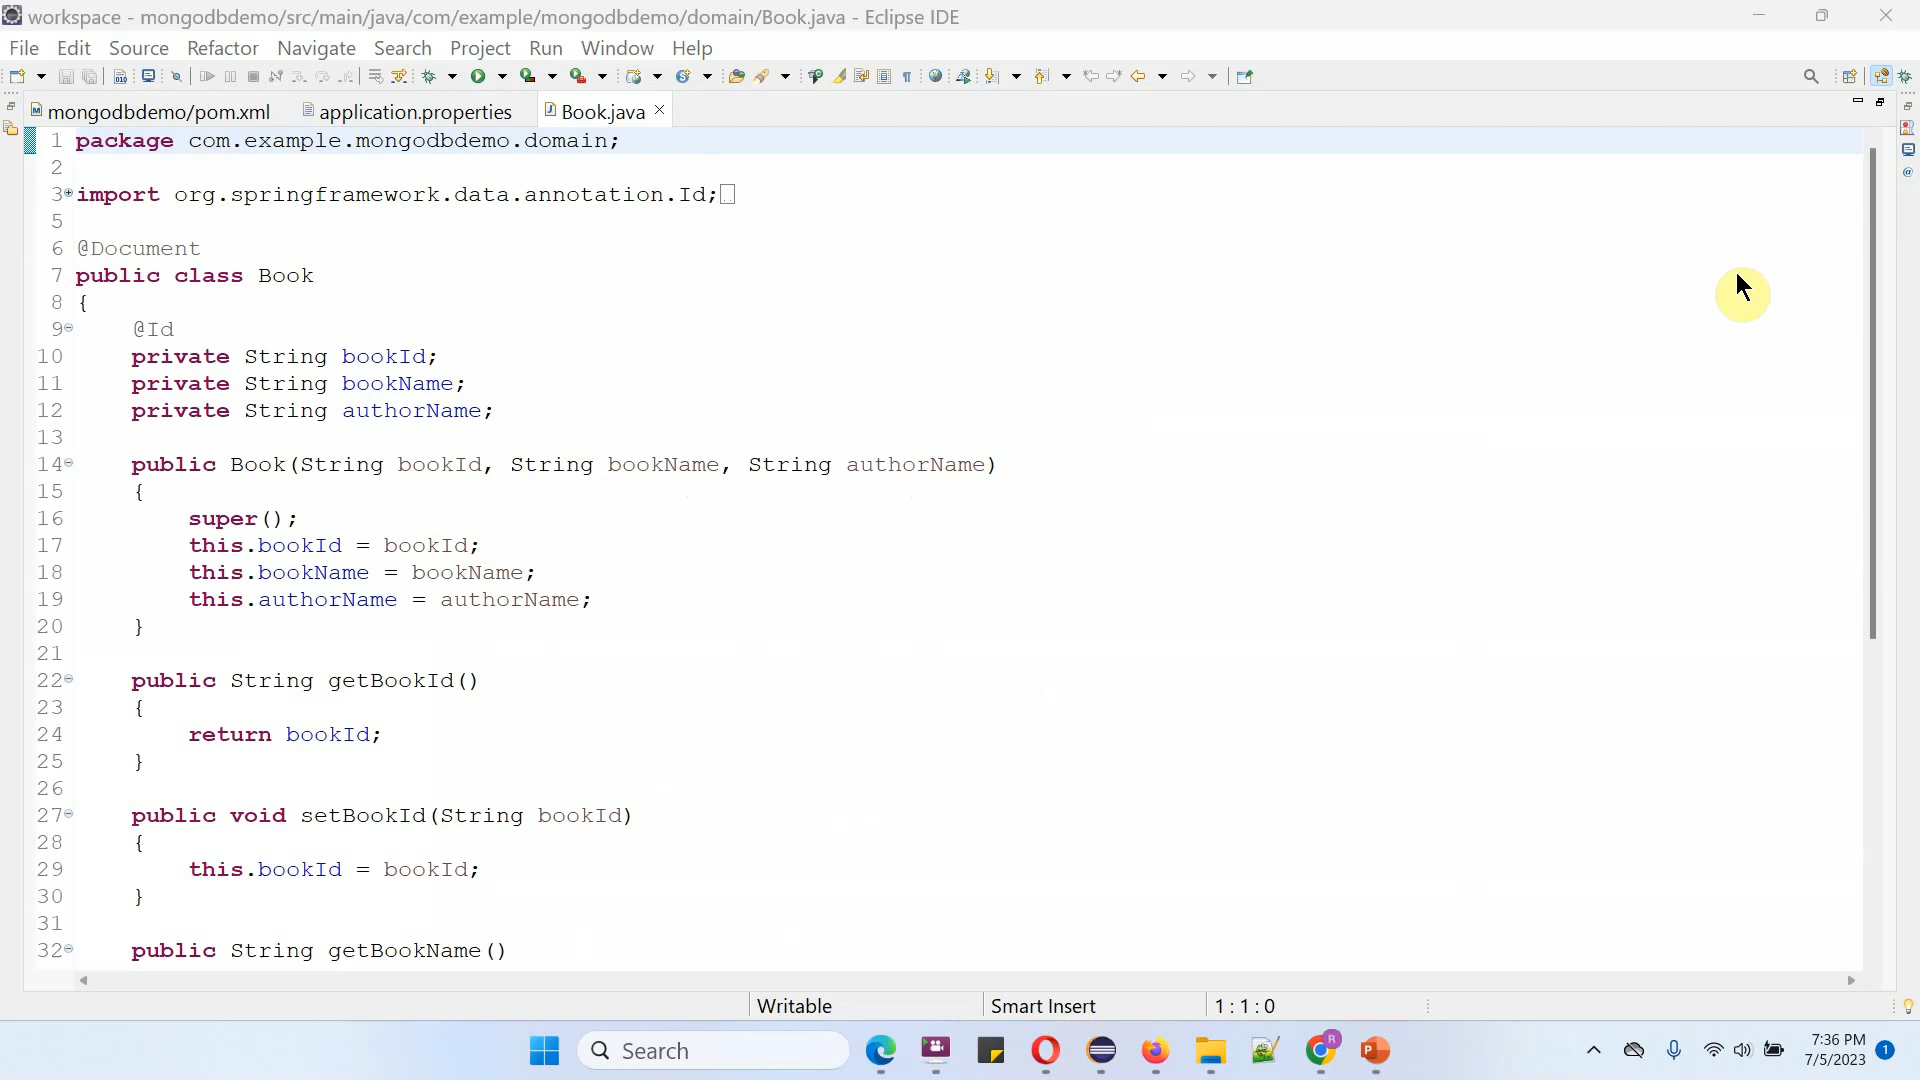 workspace - mongodbdemo/src/main/java/com/example/mongodbdemo/domain/Book.java - Eclipse IDE
File Edit Source Refactor Navigate Search Project Run Window Help
mongodbdemo/pom.xml application.properties Book.java
1 package com.example.mongodbdemo.domain;
2
3 import org.springframework.data.annotation.Id;
5
6 @Document
7 public class Book
8 {
9 @Id
10 private String bookId;
11 private String bookName;
12 private String authorName;
13
14 public Book(String bookId, String bookName, String authorName)
15 {
16 super();
17 this.bookId = bookId;
18 this.bookName = bookName;
19 this.authorName = authorName;
20 }
21
22 public String getBookId()
23 {
24 return bookId;
25 }
26
27 public void setBookId(String bookId)
28 {
29 this.bookId = bookId;
30 }
31
32 public String getBookName()
Writable Smart Insert 1 : 1 : 0
Search
7:36 PM
7/5/2023
1